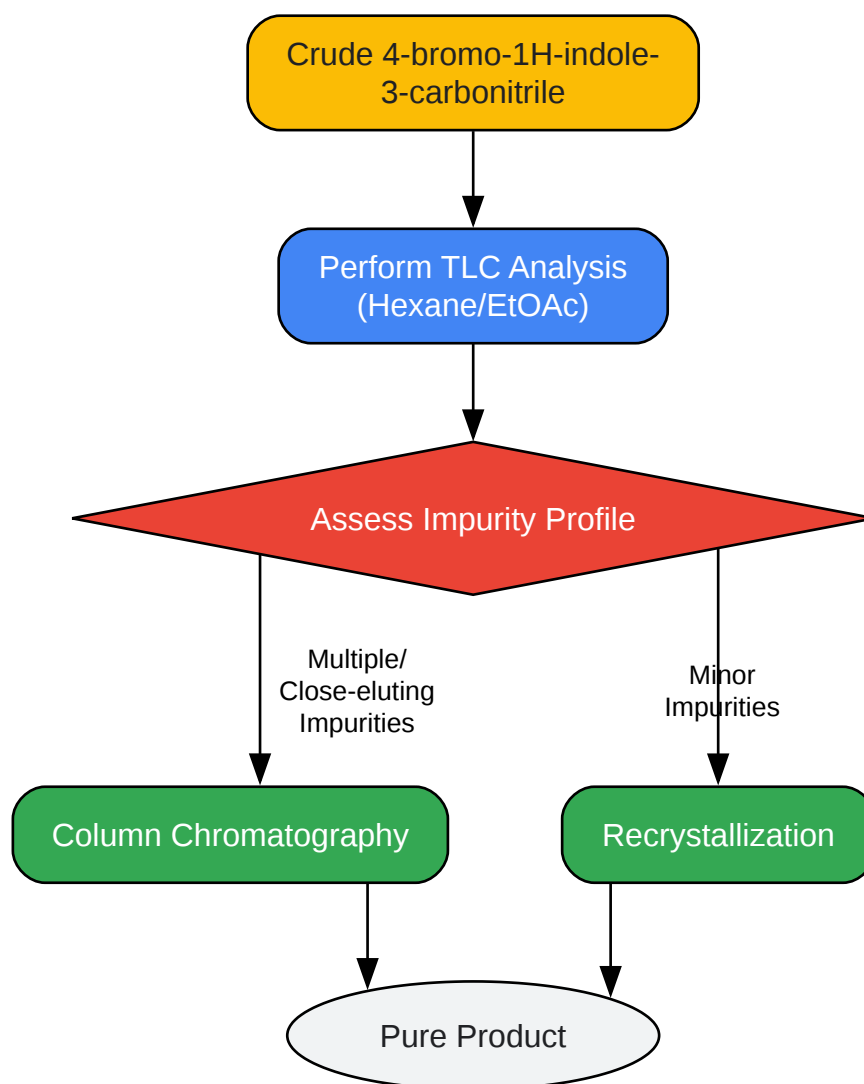 Crude 4-bromo-1H-indole-
3-carbonitrile
Perform TLC Analysis
(Hexane/EtOAc)
Assess Impurity Profile
Multiple/
Close-eluting
Impurities
Minor
Impurities
Column Chromatography
Recrystallization
Pure Product